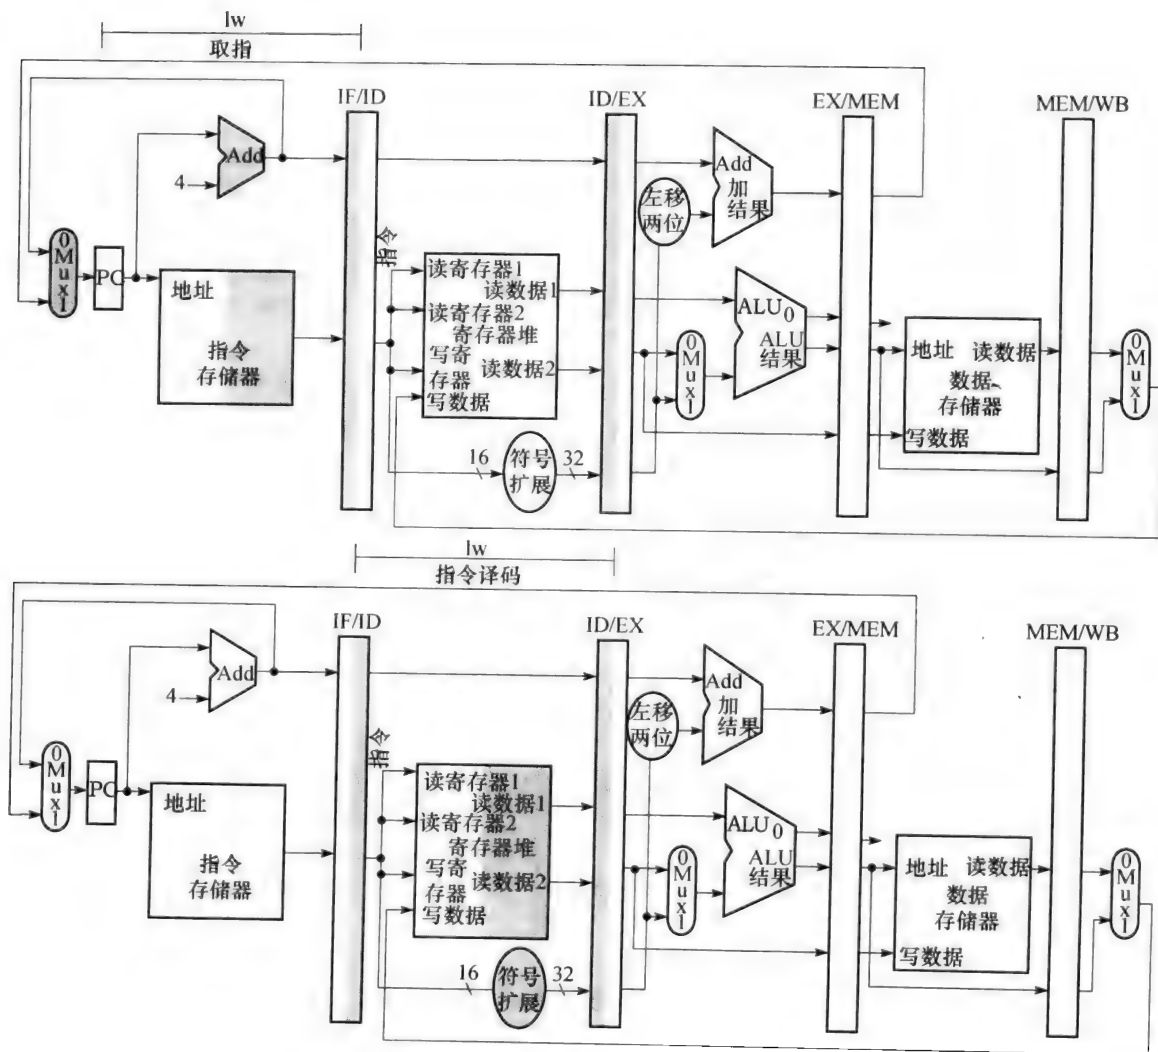 lw
取指
IF/ID
ID/EX
EX/MEM
MEM/WB
Add
4
Add
加
结果
左移
两位
0
M
u
x
1
PC
地址
指令
存储器
指令
读寄存器1
读数据1
读寄存器2
寄存器堆
写寄
存器
读数据2
写数据
16
符号
扩展
32
0
M
u
x
1
ALU
0
ALU
结果
地址
读数据
数据
存储器
写数据
0
M
u
x
1
lw
指令译码
IF/ID
ID/EX
EX/MEM
MEM/WB
Add
4
Add
加
结果
左移
两位
0
M
u
x
1
PC
地址
指令
存储器
指令
读寄存器1
读数据1
读寄存器2
寄存器堆
写寄
存器
读数据2
写数据
16
符号
扩展
32
0
M
u
x
1
ALU
0
ALU
结果
地址
读数据
数据
存储器
写数据
0
M
u
x
1